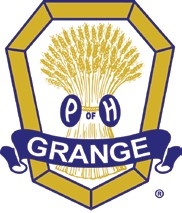 P OF H
GRANGE
®